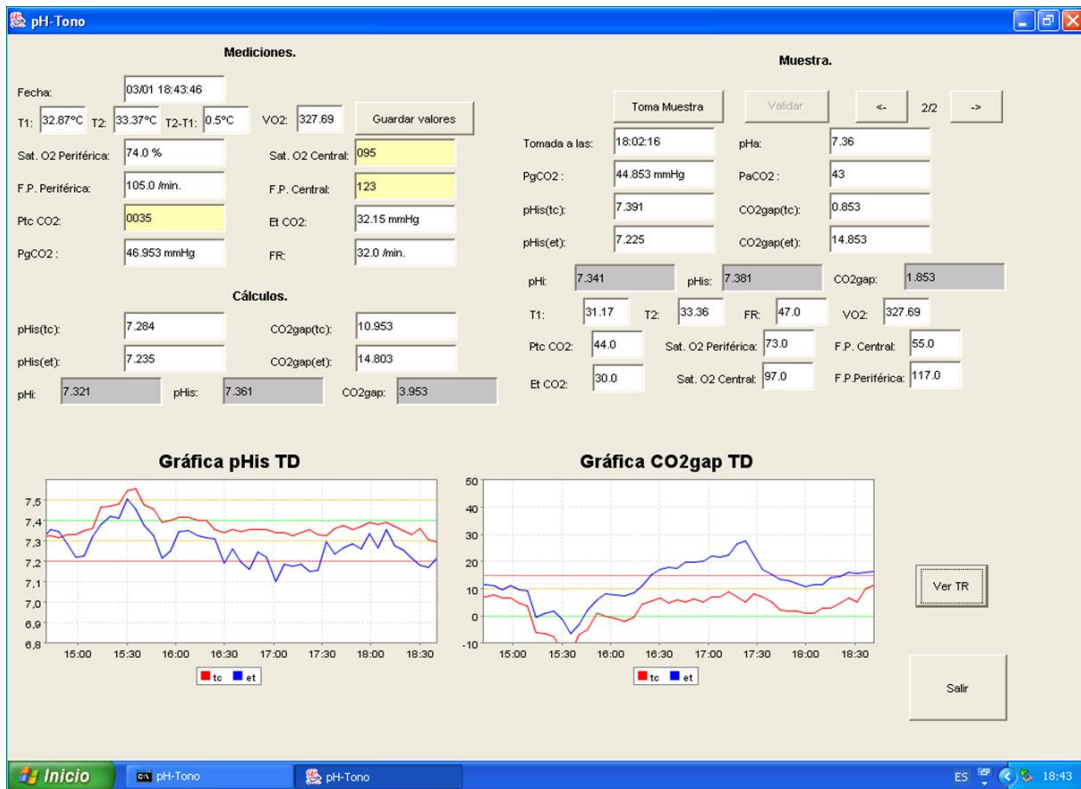 pH-Tono
Mediciones.
Fecha: 03/01 18:43:46
T1: 32.87ºC T2: 33.37ºC T2-T1: 0.5ºC VO2: 327.69 Guardar valores
Sat. O2 Periférica: 74.0 % Sat. O2 Central: 095
F.P. Periférica: 105.0 /min. F.P. Central: 123
Ptc CO2: 0035 Et CO2: 32.15 mmHg
PgCO2 : 46.953 mmHg FR: 32.0 /min.
Cálculos.
pHis(tc): 7.284 CO2gap(tc): 10.953
pHis(et): 7.235 CO2gap(et): 14.803
pHi: 7.321 pHis: 7.361 CO2gap: 3.953
Muestra.
Toma Muestra Validar <- 2/2 ->
Tomada a las: 18:02:16 pHa: 7.36
PgCO2 : 44.853 mmHg PaCO2 : 43
pHis(tc): 7.391 CO2gap(tc): 0.853
pHis(et): 7.225 CO2gap(et): 14.853
pHi: 7.341 pHis: 7.381 CO2gap: 1.853
T1: 31.17 T2: 33.36 FR: 47.0 VO2: 327.69
Ptc CO2: 44.0 Sat. O2 Periférica: 73.0 F.P. Central: 55.0
Et CO2: 30.0 Sat. O2 Central: 97.0 F.P.Periférica: 117.0
Gráfica pHis TD
7,5
7,4
7,3
7,2
7,1
7,0
6,9
6,8
15:00 15:30 16:00 16:30 17:00 17:30 18:00 18:30
tc et
Gráfica CO2gap TD
50
40
30
20
10
0
-10
15:00 15:30 16:00 16:30 17:00 17:30 18:00 18:30
tc et
Ver TR
Salir
Inicio C:\ pH-Tono pH-Tono ES 18:43